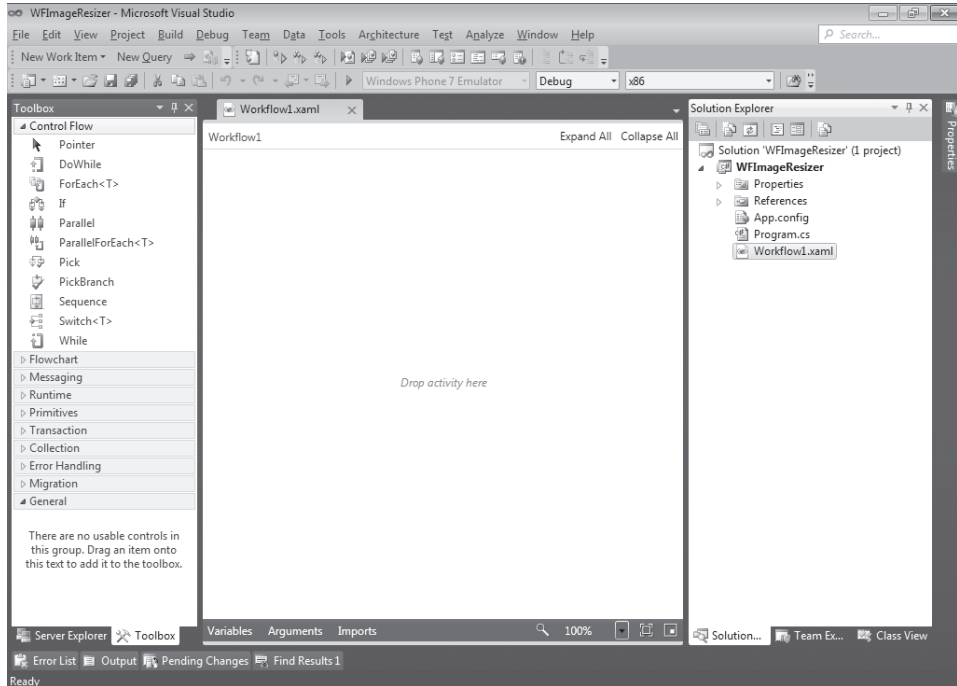 WFImageResizer - Microsoft Visual Studio
File Edit View Project Build Debug Team Data Tools Architecture Test Analyze Window Help
Search...
New Work Item New Query
Windows Phone 7 Emulator Debug x86
Toolbox
Control Flow
Pointer
DoWhile
ForEach<T>
If
Parallel
ParallelForEach<T>
Pick
PickBranch
Sequence
Switch<T>
While
Flowchart
Messaging
Runtime
Primitives
Transaction
Collection
Error Handling
Migration
General
There are no usable controls in
this group. Drag an item onto
this text to add it to the toolbox.
Server Explorer Toolbox
Workflow1.xaml
Workflow1 Expand All Collapse All
Drop activity here
Variables Arguments Imports 100%
Solution Explorer
Solution 'WFImageResizer' (1 project)
WFImageResizer
Properties
References
App.config
Program.cs
Workflow1.xaml
Solution... Team Ex... Class View
Properties
Error List Output Pending Changes Find Results 1
Ready